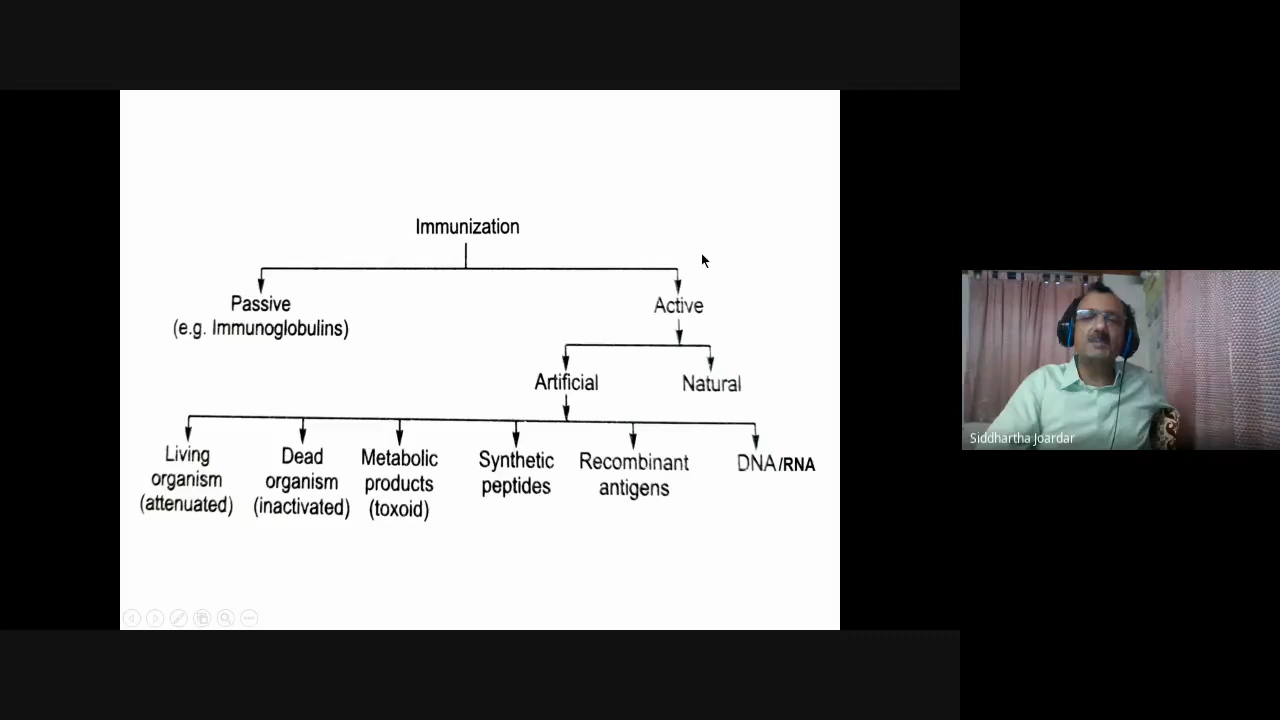 Immunization
Passive
(e.g. Immunoglobulins)
Active
Artificial
Natural
Living
organism
(attenuated)
Dead
organism
(inactivated)
Metabolic
products
(toxoid)
Synthetic
peptides
Recombinant
antigens
DNA/RNA
Siddhartha Joardar